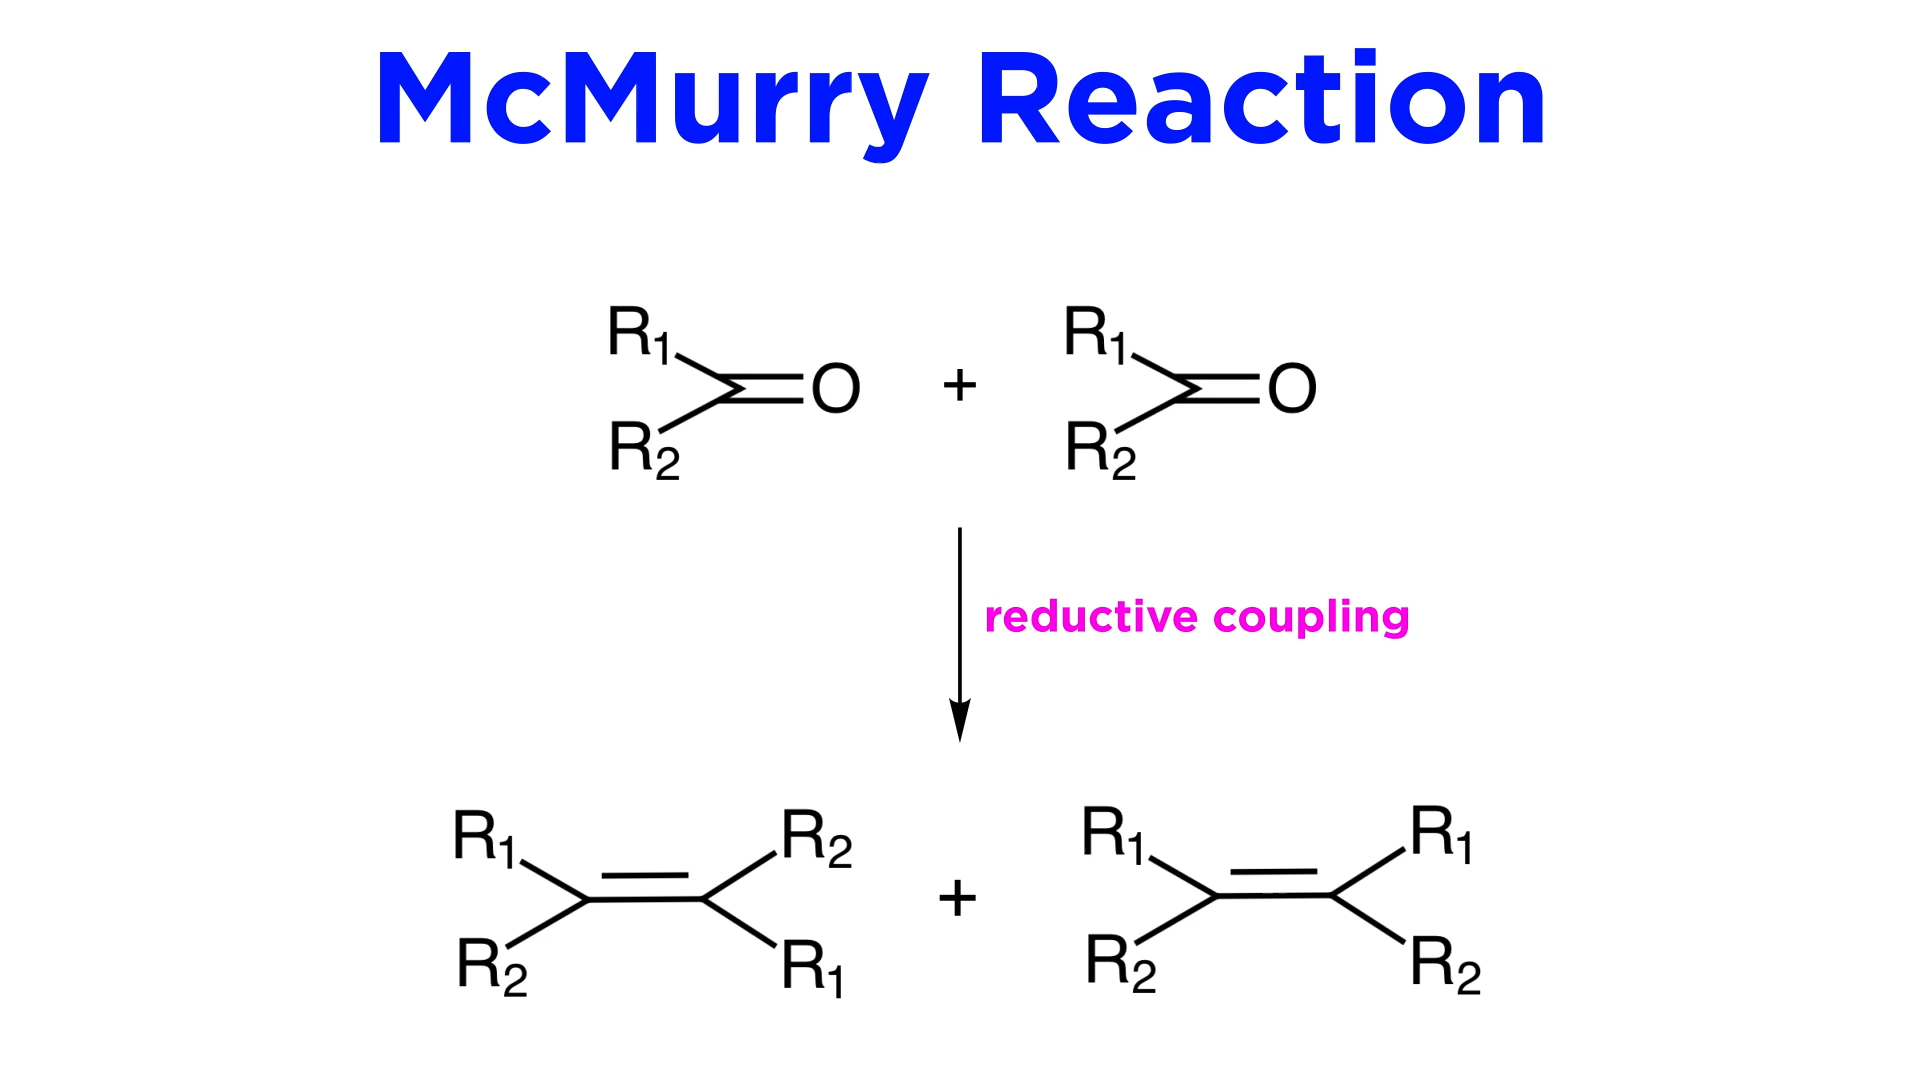 McMurry Reaction
R1 R1
O + O
R2 R2
reductive coupling
R1 R2 R1 R1
+
R2 R1 R2 R2